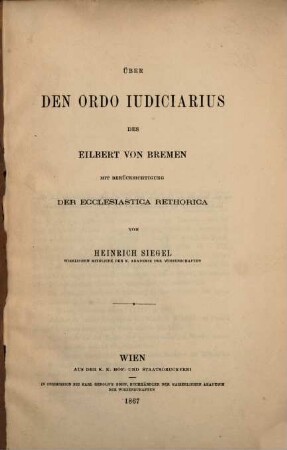 ÜBER
DEN ORDO IUDICIARIUS
DES
EILBERT VON BREMEN
MIT BERÜCKSICHTIGUNG
DER ECCLESIASTICA RETHORICA
VON
HEINRICH SIEGEL
WIRKLICHEM MITGLIEDE DER K. AKADEMIE DER WISSENSCHAFTEN
WIEN
AUS DER K. K. HOF- UND STAATSDRUCKEREI
IN COMMISSION BEI KARL GEROLD'S SOHN, BUCHHÄNDLER DER KAISERLICHEN AKADEMIE
DER WISSENSCHAFTEN
1867